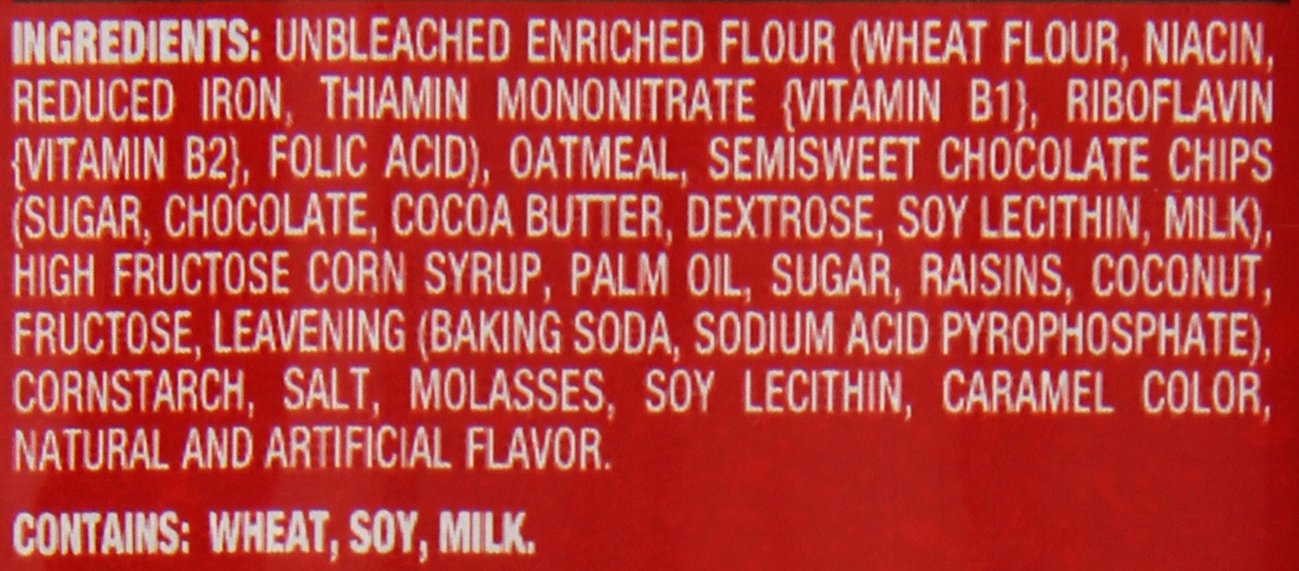 INGREDIENTS: UNBLEACHED ENRICHED FLOUR (WHEAT FLOUR, NIACIN,
REDUCED IRON, THIAMIN MONONITRATE {VITAMIN B1}, RIBOFLAVIN
{VITAMIN B2}, FOLIC ACID), OATMEAL, SEMISWEET CHOCOLATE CHIPS
(SUGAR, CHOCOLATE, COCOA BUTTER, DEXTROSE, SOY LECITHIN, MILK),
HIGH FRUCTOSE CORN SYRUP, PALM OIL, SUGAR, RAISINS, COCONUT,
FRUCTOSE, LEAVENING (BAKING SODA, SODIUM ACID PYROPHOSPHATE),
CORNSTARCH, SALT, MOLASSES, SOY LECITHIN, CARAMEL COLOR,
NATURAL AND ARTIFICIAL FLAVOR.
CONTAINS: WHEAT, SOY, MILK.